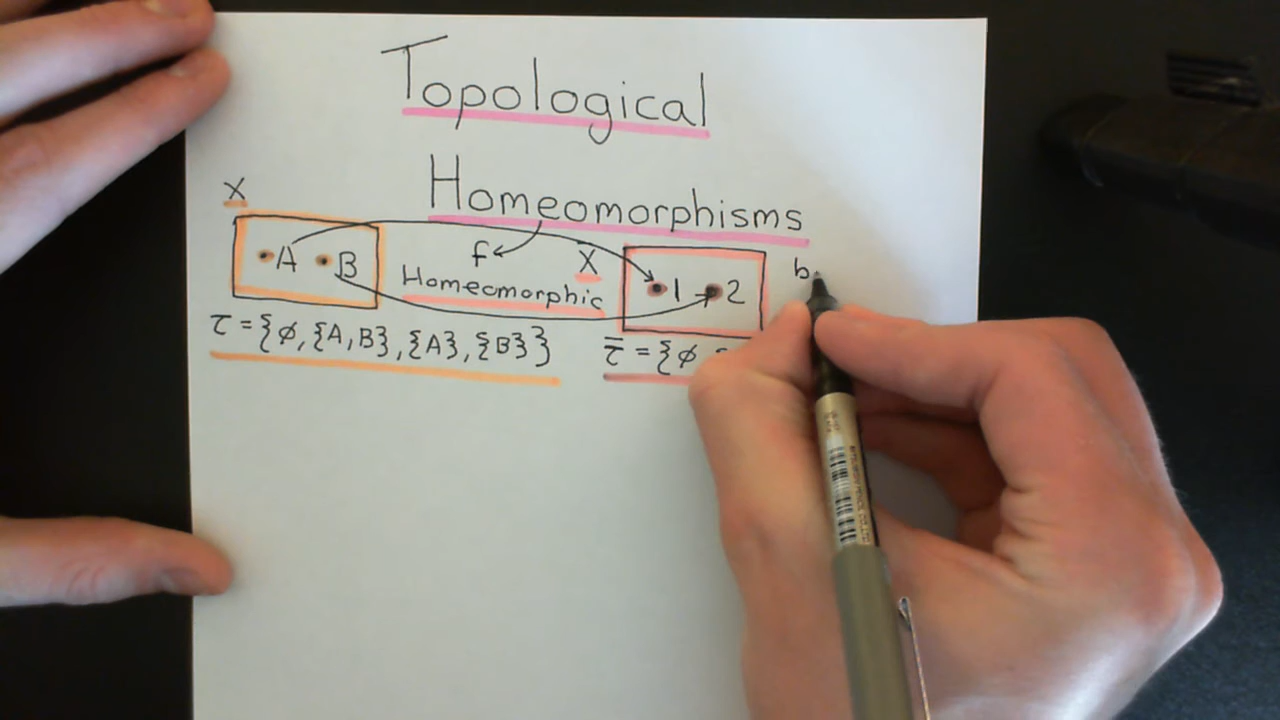 Topological
Homeomorphisms
X
A B
f
Homeomorphic
X̄
1 2
b
τ = {φ, {A, B}, {A}, {B}}
τ̄ = {φ